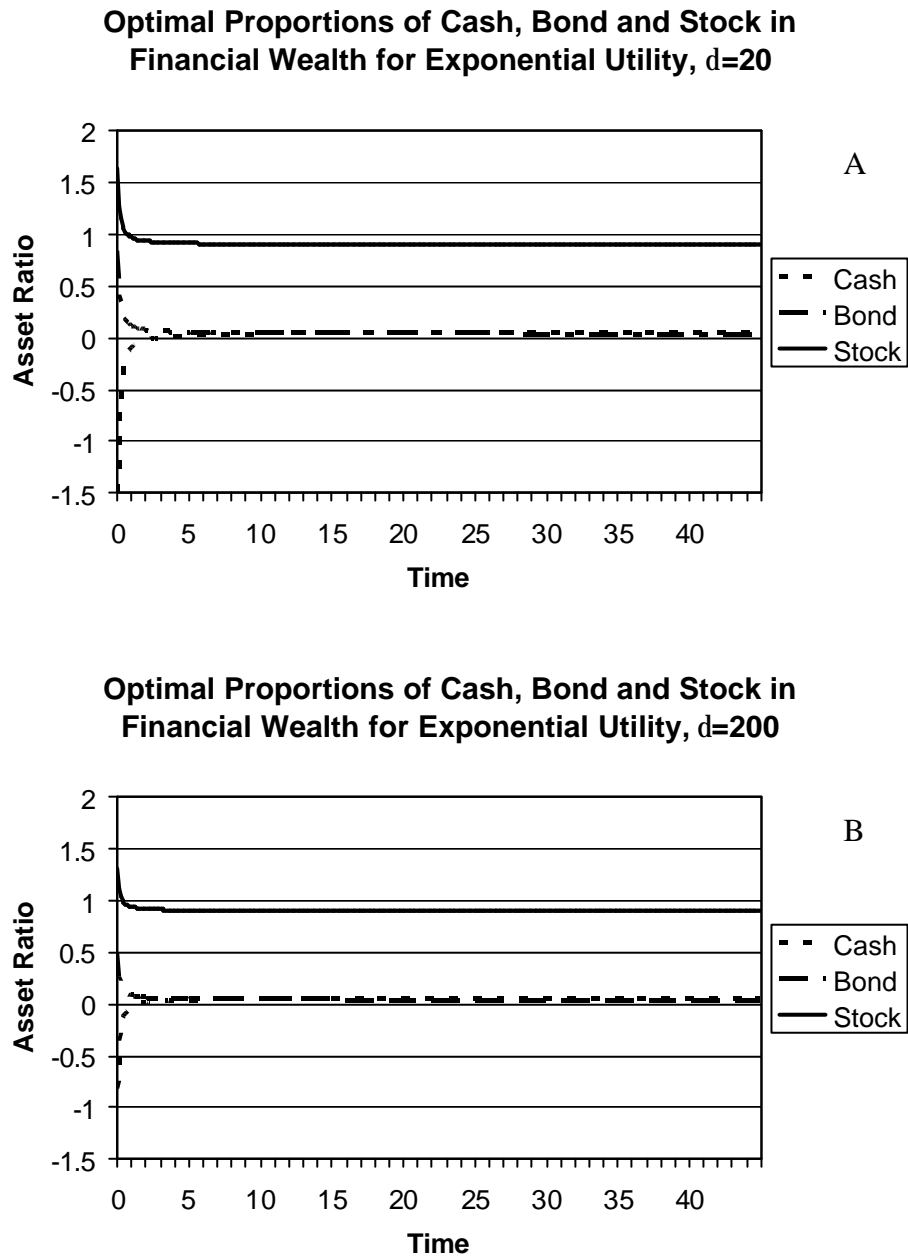 Optimal Proportions of Cash, Bond and Stock in
Financial Wealth for Exponential Utility, d=20
A
2
1.5
1
0.5
0
-0.5
-1
-1.5
Asset Ratio
0 5 10 15 20 25 30 35 40
Time
Cash
Bond
Stock
Optimal Proportions of Cash, Bond and Stock in
Financial Wealth for Exponential Utility, d=200
B
2
1.5
1
0.5
0
-0.5
-1
-1.5
Asset Ratio
0 5 10 15 20 25 30 35 40
Time
Cash
Bond
Stock